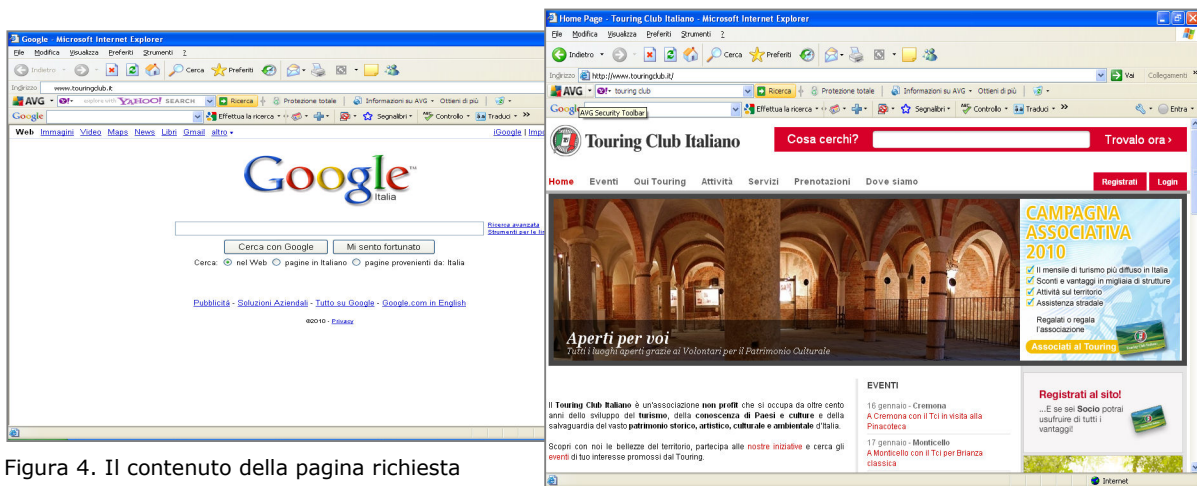 Google - Microsoft Internet Explorer
File Modifica Visualizza Preferiti Strumenti ?
Indietro Cerca Preferiti
Indirizzo www.touringclub.it
AVG explore with YAHOO! SEARCH Ricerca Protezione totale Informazioni su AVG Ottieni di più
Google Effettua la ricerca Segnalibri Controllo Traduci
Web Immagini Video Maps News Libri Gmail altro iGoogle |
Google™
Italia
Ricerca avanzata
Cerca con Google Mi sento fortunato
Cerca: nel Web pagine in Italiano pagine provenienti da: Italia
Pubblicità - Soluzioni Aziendali - Tutto su Google - Google.com in English
©2010 - Privacy
Figura 4. Il contenuto della pagina richiesta
Home Page - Touring Club Italiano - Microsoft Internet Explorer
File Modifica Visualizza Preferiti Strumenti ?
Indietro Cerca Preferiti
Indirizzo http://www.touringclub.it/ Vai Collegamenti
AVG touring club Ricerca Protezione totale Informazioni su AVG Ottieni di più
Google Effettua la ricerca Segnalibri Controllo Traduci Entra
AVG Security Toolbar
Touring Club Italiano Cosa cerchi? Trovalo ora ›
Home Eventi Qui Touring Attività Servizi Prenotazioni Dove siamo Registrati Login
Aperti per voi
Tutti i luoghi aperti grazie ai Volontari per il Patrimonio Culturale
CAMPAGNA
ASSOCIATIVA
2010
Il mensile di turismo più diffuso in Italia
Sconti e vantaggi in migliaia di strutture
Attività sul territorio
Assistenza stradale
Regalati o regala
l'associazione
Associati al Touring
Il Touring Club Italiano è un'associazione non profit che si occupa da oltre cento
anni dello sviluppo del turismo, della conoscenza di Paesi e culture e della
salvaguardia del vasto patrimonio storico, artistico, culturale e ambientale d'Italia.
Scopri con noi le bellezze del territorio, partecipa alle nostre iniziative e cerca gli
eventi di tuo interesse promossi dal Touring.
EVENTI
16 gennaio - Cremona
A Cremona con il Tci in visita alla
Pinacoteca
17 gennaio - Monticello
A Monticello con il Tci per Brianza
classica
Registrati al sito!
...E se sei Socio potrai
usufruire di tutti i
vantaggi!
Internet